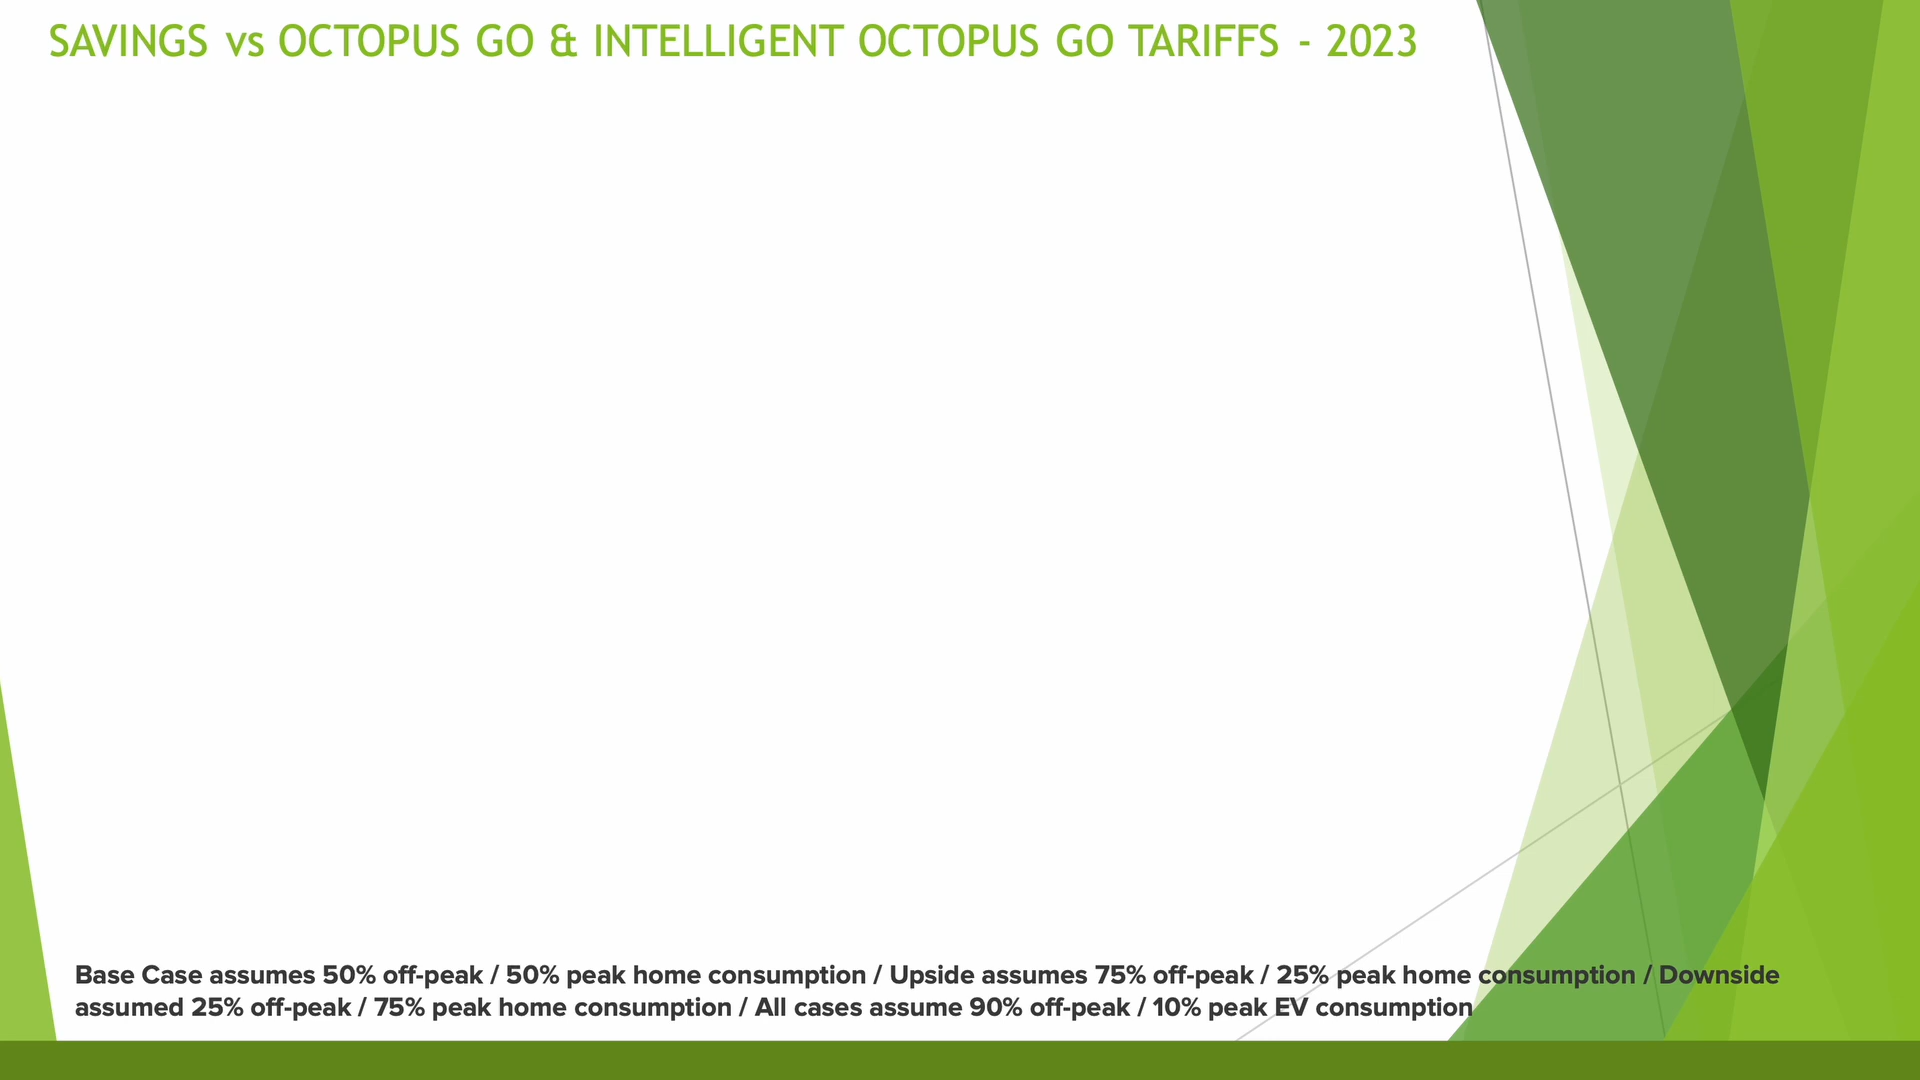 SAVINGS vs OCTOPUS GO & INTELLIGENT OCTOPUS GO TARIFFS - 2023
Base Case assumes 50% off-peak / 50% peak home consumption / Upside assumes 75% off-peak / 25% peak home consumption / Downside
assumed 25% off-peak / 75% peak home consumption / All cases assume 90% off-peak / 10% peak EV consumption